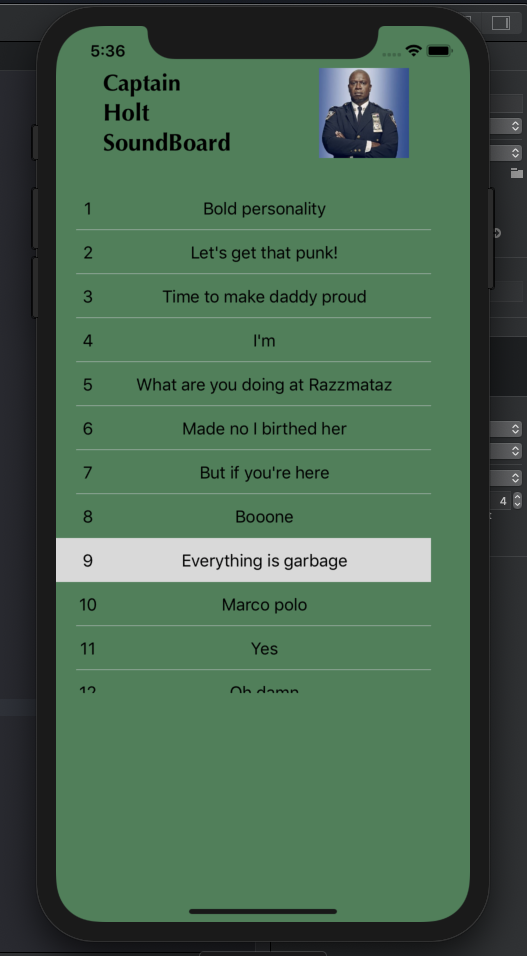 5:36
Captain
Holt
SoundBoard
1 Bold personality
2 Let's get that punk!
3 Time to make daddy proud
4 I'm
5 What are you doing at Razzmataz
6 Made no I birthed her
7 But if you're here
8 Booone
9 Everything is garbage
10 Marco polo
11 Yes
12 Oh damn
4